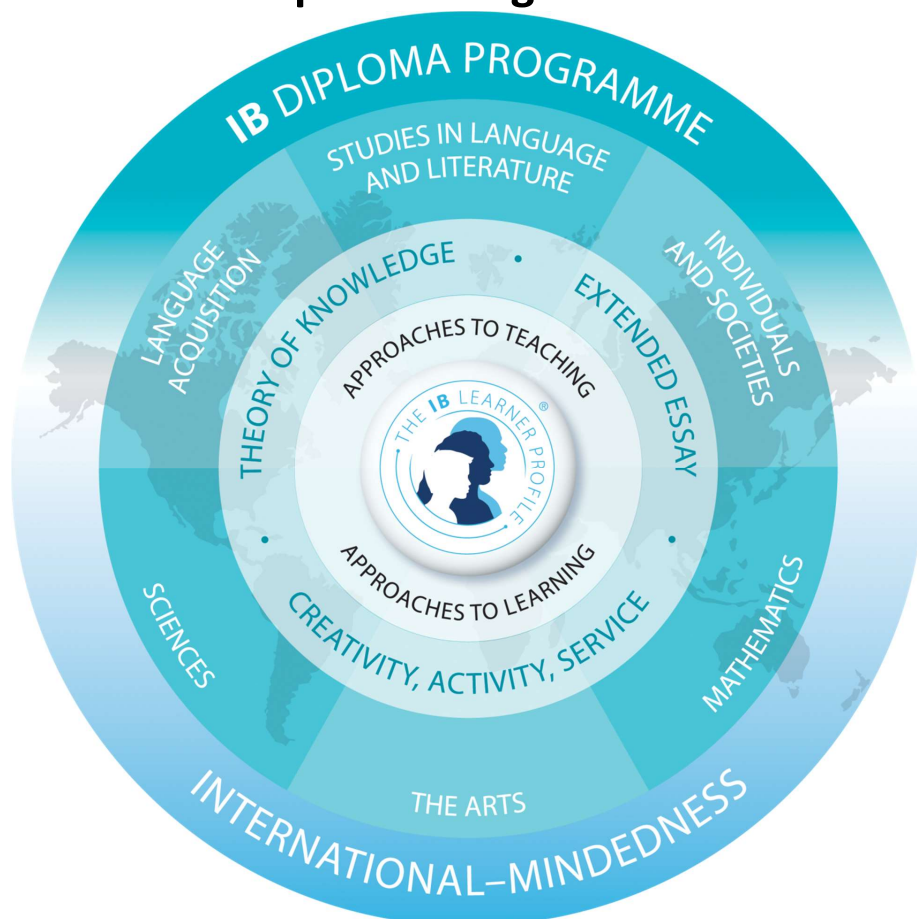 IB DIPLOMA PROGRAMME
STUDIES IN LANGUAGE
AND LITERATURE
LANGUAGE
ACQUISITION
INDIVIDUALS
AND SOCIETIES
THEORY OF KNOWLEDGE
•
EXTENDED ESSAY
APPROACHES TO TEACHING
THE IB LEARNER PROFILE
®
APPROACHES TO LEARNING
•
CREATIVITY, ACTIVITY, SERVICE
•
SCIENCES
MATHEMATICS
THE ARTS
INTERNATIONAL–MINDEDNESS